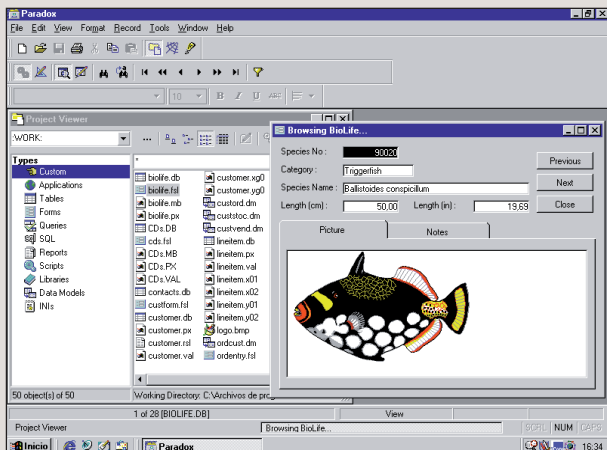 Paradox
File Edit View Format Record Tools Window Help
10 B I U ABC
Project Viewer
:WORK:
Types
Custom
Applications
Tables
Forms
Queries
SQL
Reports
Scripts
Libraries
Data Models
INIs
*
biolife.db
biolife.fsl
biolife.mb
biolife.px
CDs.DB
cds.fsl
CDs.MB
CDs.PX
CDs.VAL
contacts.db
custform.fsl
customer.db
customer.px
customer.rsl
customer.val
customer.xg0
customer.yg0
custord.dm
custstoc.dm
custvend.dm
lineitem.db
lineitem.px
lineitem.val
lineitem.x01
lineitem.x02
lineitem.y01
lineitem.y02
logo.bmp
ordcust.dm
ordentry.fsl
50 object(s) of 50
Working Directory: C:\Archivos de prog
Browsing BioLife...
Species No : 90020
Category : Triggerfish
Species Name : Ballistoides conspicillum
Length (cm) : 50,00 Length (in) : 19,69
Previous
Next
Close
Picture Notes
1 of 28 [BIOLIFE.DB] View
Project Viewer Browsing BioLife... SCRL NUM CAPS
Inicio Paradox 16:34